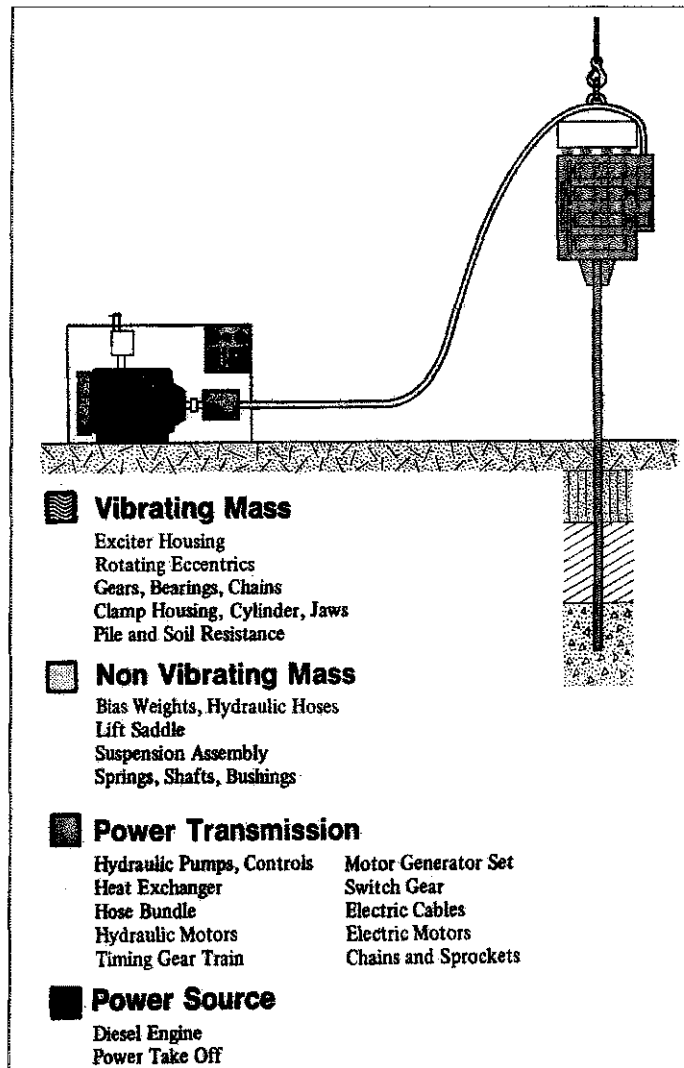 Vibrating Mass
Exciter Housing
Rotating Eccentrics
Gears, Bearings, Chains
Clamp Housing, Cylinder, Jaws
Pile and Soil Resistance
Non Vibrating Mass
Bias Weights, Hydraulic Hoses
Lift Saddle
Suspension Assembly
Springs, Shafts, Bushings
Power Transmission
Hydraulic Pumps, Controls
Heat Exchanger
Hose Bundle
Hydraulic Motors
Timing Gear Train
Motor Generator Set
Switch Gear
Electric Cables
Electric Motors
Chains and Sprockets
Power Source
Diesel Engine
Power Take Off